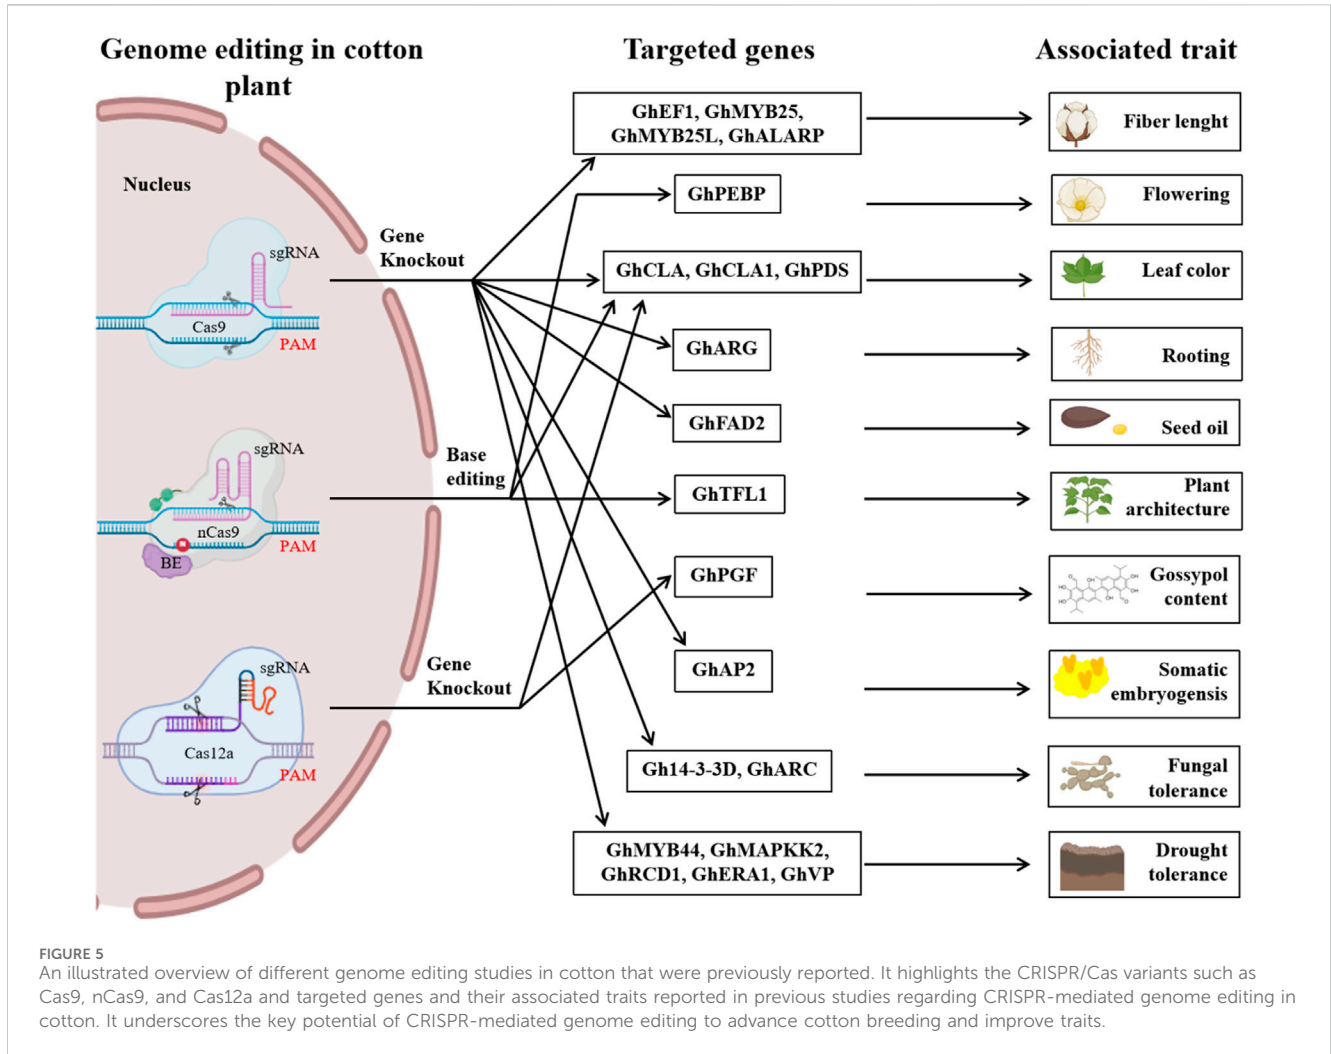 Genome editing in cotton
plant
Targeted genes
Associated trait
Nucleus
sgRNA
Cas9
PAM
Gene
Knockout
sgRNA
nCas9
BE
PAM
Base
editing
sgRNA
Cas12a
PAM
Gene
Knockout
GhEF1, GhMYB25,
GhMYB25L, GhALARP
Fiber lenght
GhPEBP
Flowering
GhCLA, GhCLA1, GhPDS
Leaf color
GhARG
Rooting
GhFAD2
Seed oil
GhTFL1
Plant
architecture
GhPGF
Gossypol
content
GhAP2
Somatic
embryogensis
Gh14-3-3D, GhARC
Fungal
tolerance
GhMYB44, GhMAPKK2,
GhRCD1, GhERA1, GhVP
Drought
tolerance
FIGURE 5
An illustrated overview of different genome editing studies in cotton that were previously reported. It highlights the CRISPR/Cas variants such as
Cas9, nCas9, and Cas12a and targeted genes and their associated traits reported in previous studies regarding CRISPR-mediated genome editing in
cotton. It underscores the key potential of CRISPR-mediated genome editing to advance cotton breeding and improve traits.